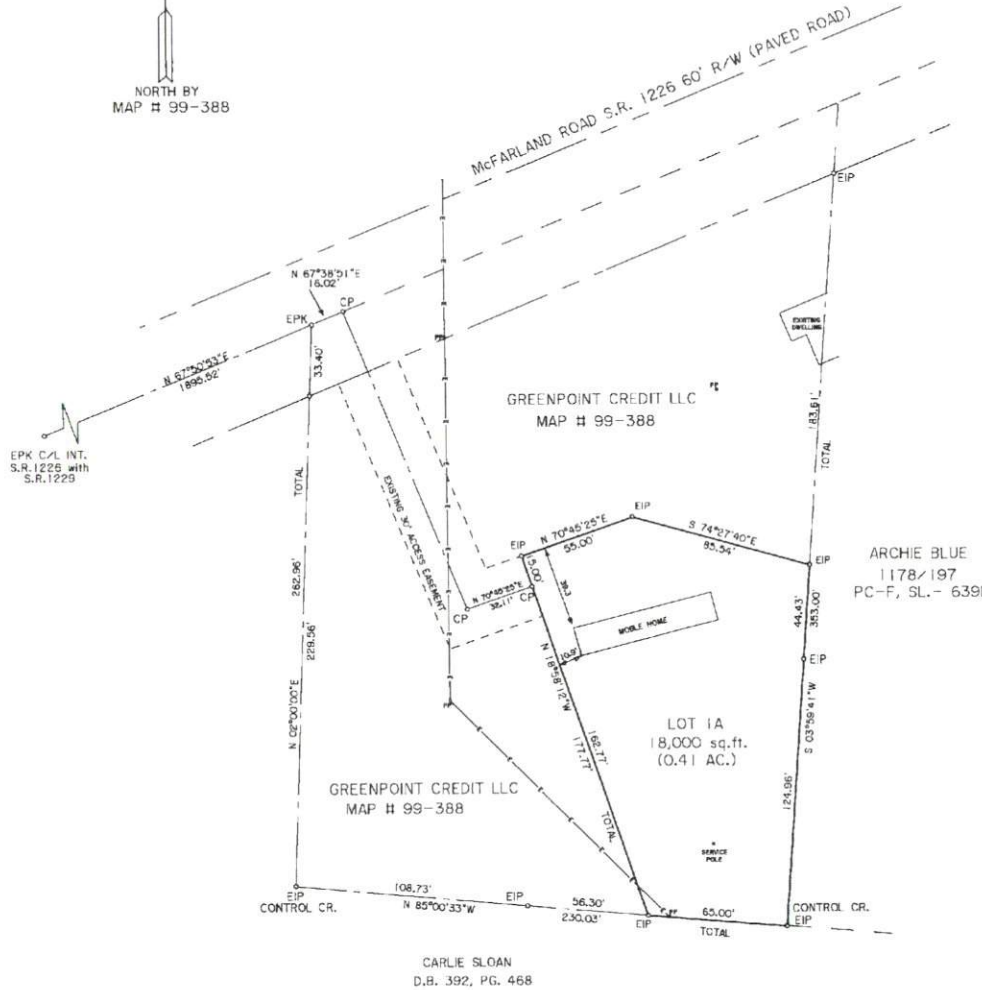 NORTH BY
MAP # 99-388
McFARLAND ROAD S.R. 1226 60' R/W (PAVED ROAD)
EIP
N 67°38'51"E
16.02'
CP
EPK
N 67°50'53"E
1895.52'
33.40'
EXISTING
DWELLING
GREENPOINT CREDIT LLC
MAP # 99-388
EPK C/L INT.
S.R.1226 with
S.R.1229
TOTAL
183.61'
TOTAL
EXISTING 30' ACCESS EASEMENT
EIP
N 70°45'25"E
55.00'
S 74°27'40"E
85.54'
EIP
EIP
15.00'
ARCHIE BLUE
1178/197
PC-F, SL.- 639
262.96'
229.56'
N 70°45'25"E
32.11'
CP
CP
39.3
MOBLE HOME
10.9'
44.43'
353.00'
EIP
N 02°00'00"E
N 18°58'12"W
162.77'
177.77'
TOTAL
S 03°59'41"W
124.96'
LOT 1A
18,000 sq.ft.
(0.41 AC.)
PP
GREENPOINT CREDIT LLC
MAP # 99-388
SERVICE
POLE
EIP
CONTROL CR.
108.73'
N 85°00'33"W
EIP
56.30'
230.03'
EIP
65.00'
TOTAL
CONTROL CR.
EIP
CARLIE SLOAN
D.B. 392, PG. 468